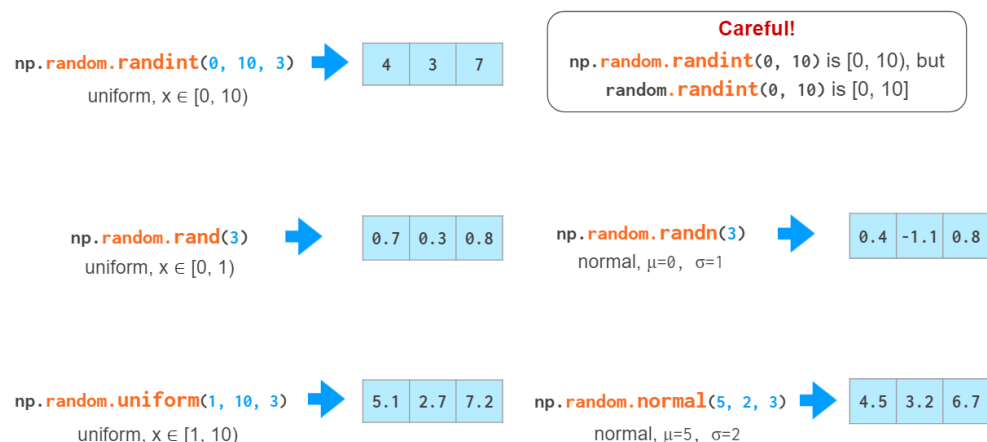 np.random.randint(0, 10, 3)
4 3 7
uniform, x ∈ [0, 10)
Careful!
np.random.randint(0, 10) is [0, 10), but
random.randint(0, 10) is [0, 10]
np.random.rand(3)
0.7 0.3 0.8
uniform, x ∈ [0, 1)
np.random.randn(3)
0.4 -1.1 0.8
normal, μ=0, σ=1
np.random.uniform(1, 10, 3)
5.1 2.7 7.2
uniform, x ∈ [1, 10)
np.random.normal(5, 2, 3)
4.5 3.2 6.7
normal, μ=5, σ=2